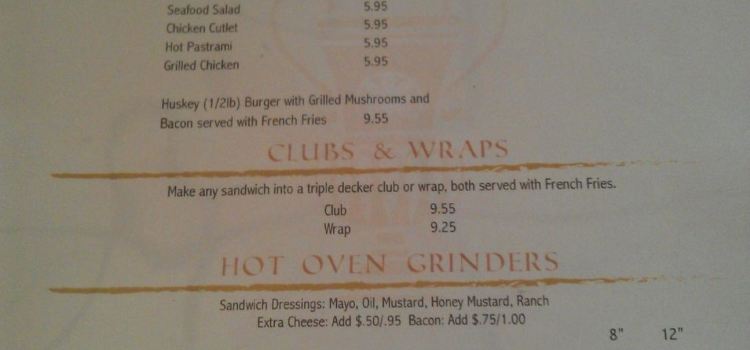 Seafood Salad 5.95
Chicken Cutlet 5.95
Hot Pastrami 5.95
Grilled Chicken 5.95
Huskey (1/2lb) Burger with Grilled Mushrooms and
Bacon served with French Fries 9.55
CLUBS & WRAPS
Make any sandwich into a triple decker club or wrap, both served with French Fries.
Club 9.55
Wrap 9.25
HOT OVEN GRINDERS
Sandwich Dressings: Mayo, Oil, Mustard, Honey Mustard, Ranch
Extra Cheese: Add $.50/.95 Bacon: Add $.75/1.00
8" 12"